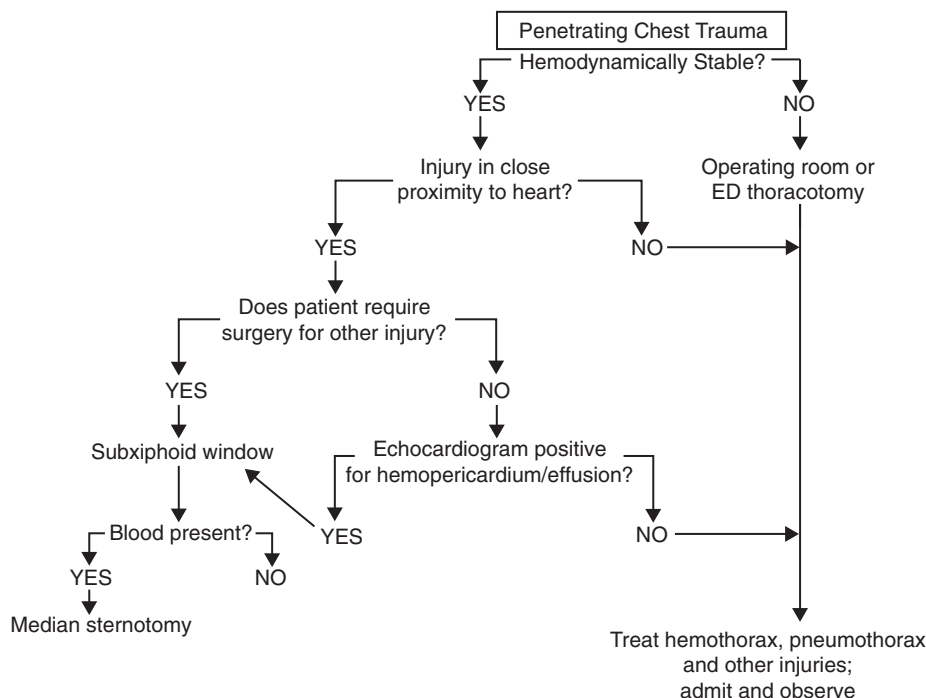 Penetrating Chest Trauma
Hemodynamically Stable?
YES
NO
Injury in close
proximity to heart?
Operating room or
ED thoracotomy
YES
NO
Does patient require
surgery for other injury?
YES
NO
Subxiphoid window
Echocardiogram positive
for hemopericardium/effusion?
Blood present?
YES
NO
YES
NO
Median sternotomy
Treat hemothorax, pneumothorax
and other injuries;
admit and observe